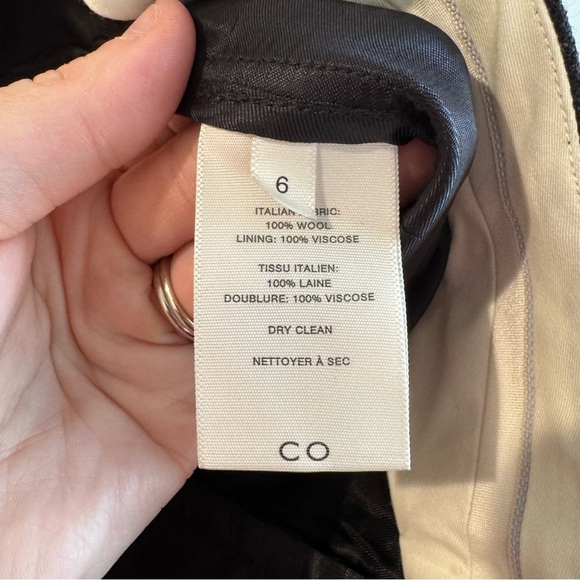 6
ITALIAN FABRIC:
100% WOOL
LINING: 100% VISCOSE
TISSU ITALIEN:
100% LAINE
DOUBLURE: 100% VISCOSE
DRY CLEAN
NETTOYER À SEC
CO